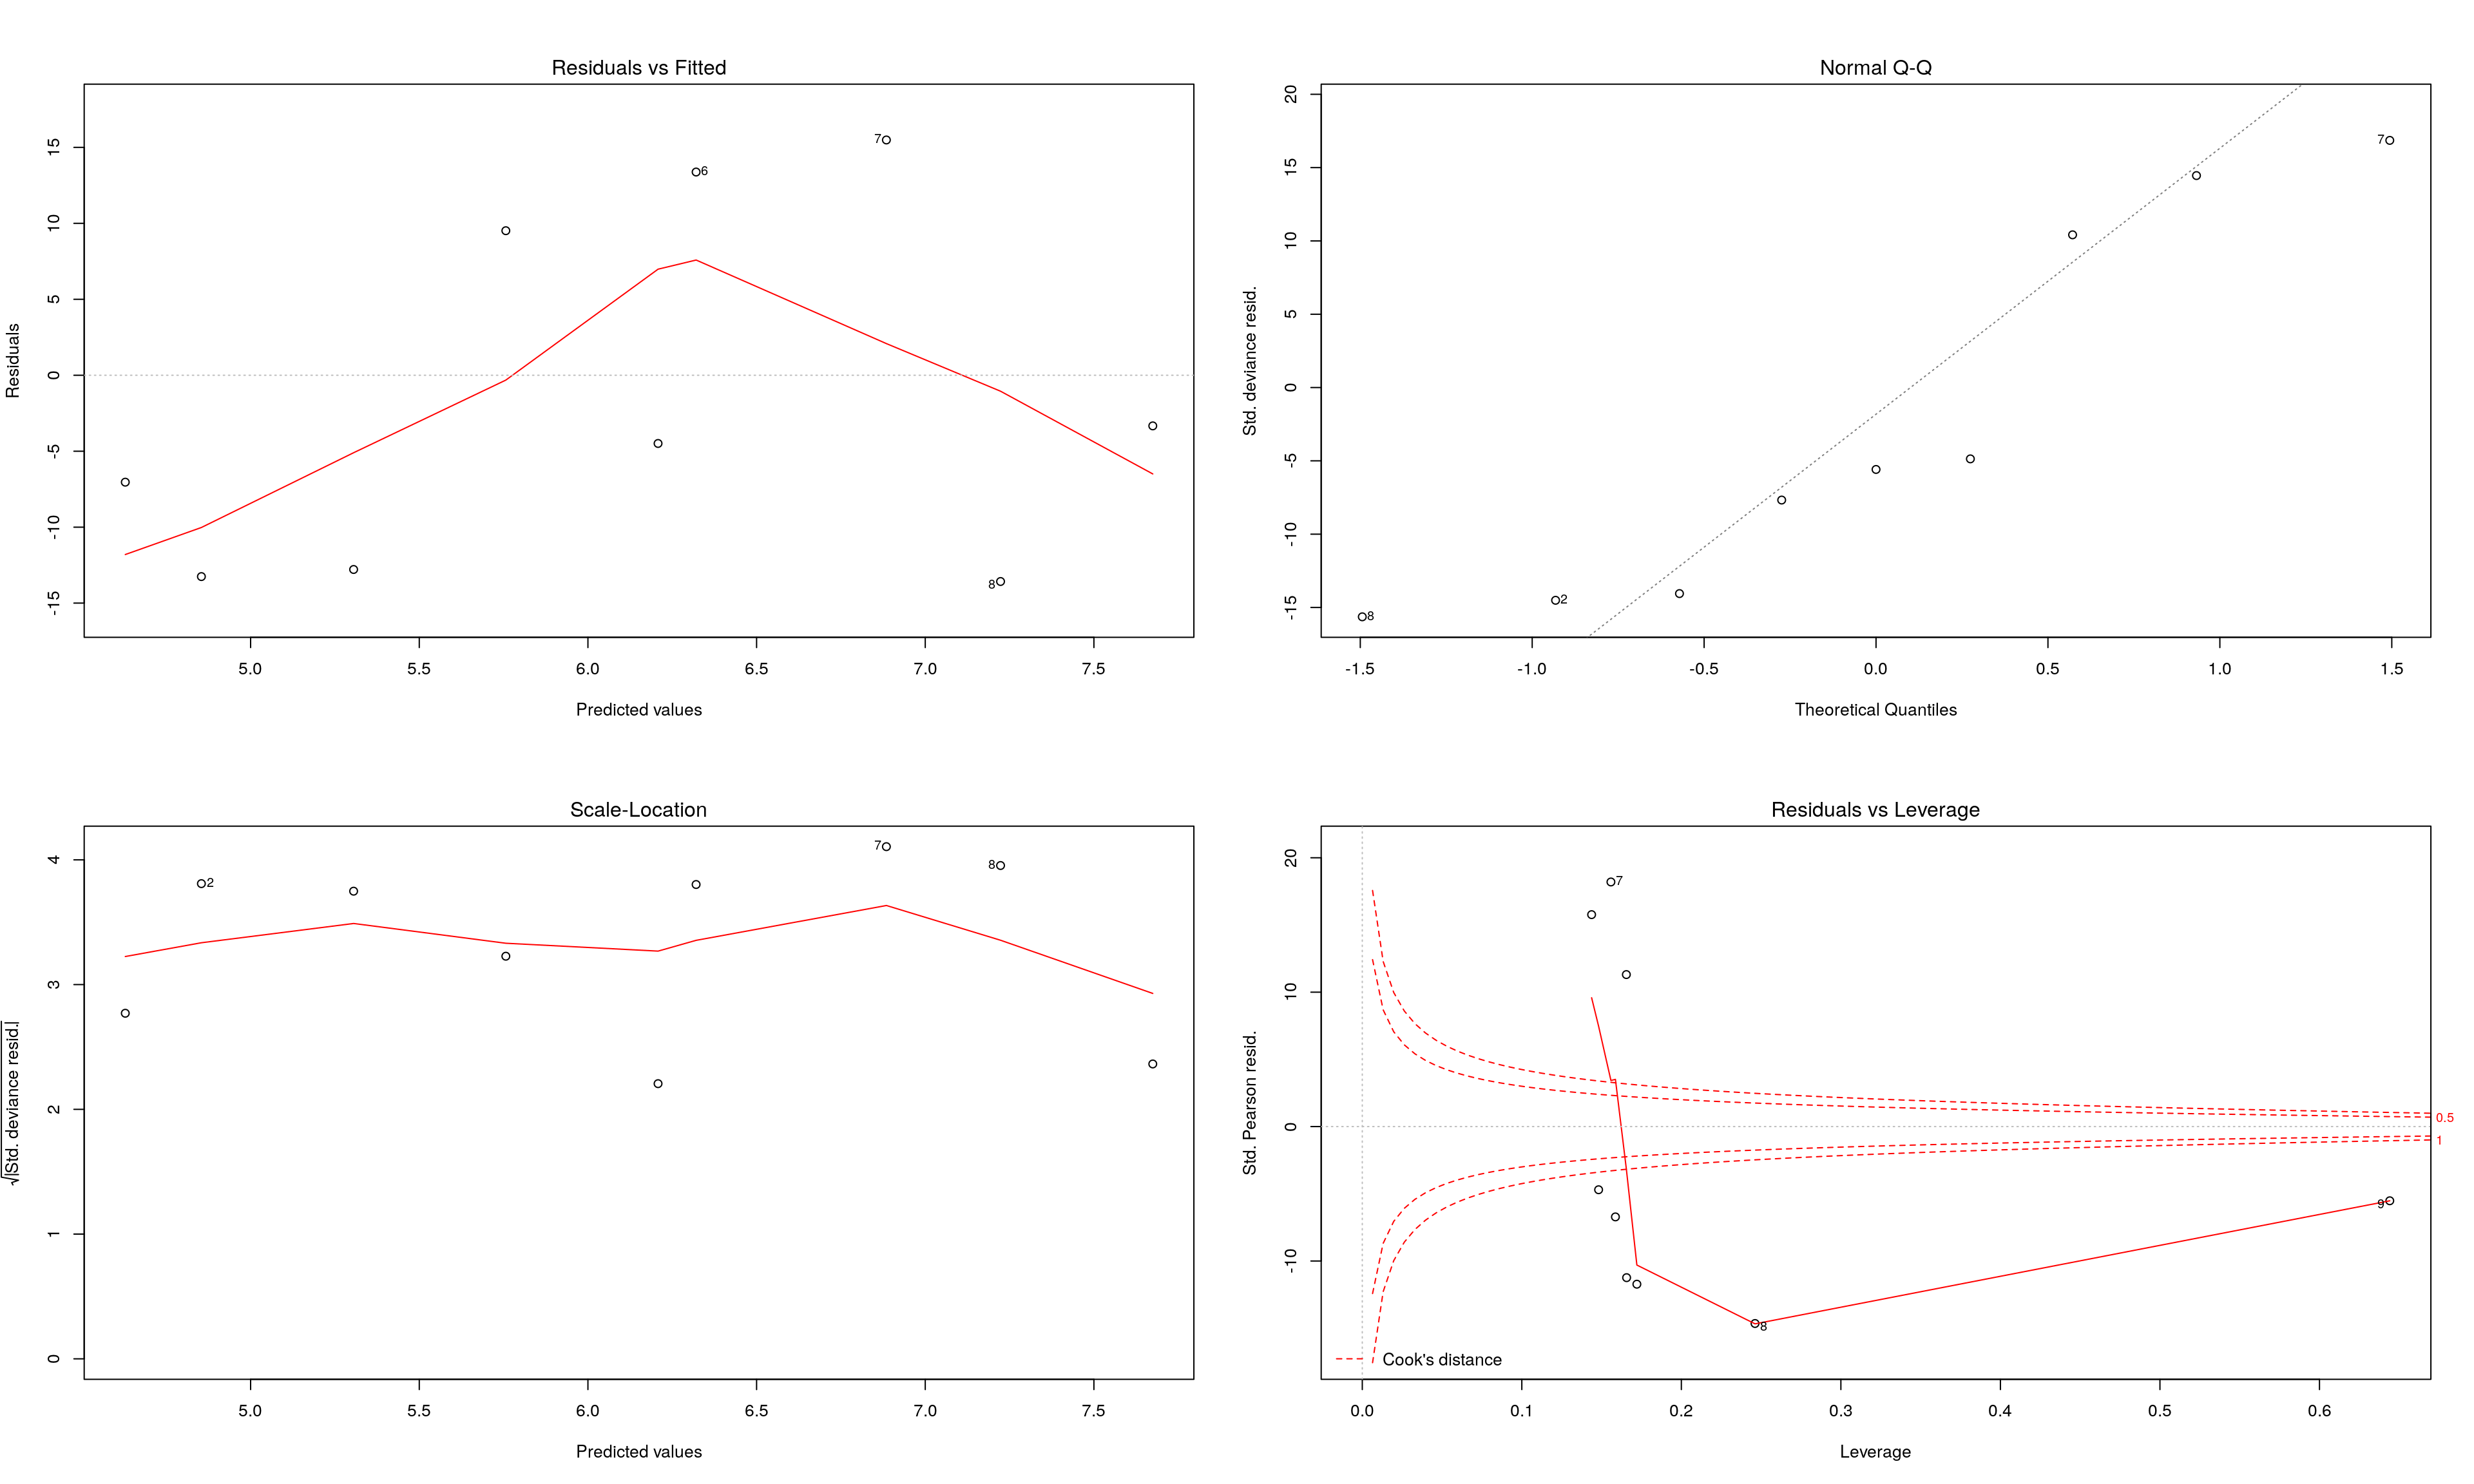 Residuals vs Fitted
Residuals
15
10
5
0
-5
-10
-15
7
6
8
5.0 5.5 6.0 6.5 7.0 7.5
Predicted values
Normal Q-Q
Std. deviance resid.
20
15
10
5
0
-5
-10
-15
7
2
8
-1.5 -1.0 -0.5 0.0 0.5 1.0 1.5
Theoretical Quantiles
Scale-Location
√|Std. deviance resid.|
4
3
2
1
0
7
8
2
5.0 5.5 6.0 6.5 7.0 7.5
Predicted values
Residuals vs Leverage
Std. Pearson resid.
20
10
0
-10
7
0.5
1
9
8
Cook's distance
0.0 0.1 0.2 0.3 0.4 0.5 0.6
Leverage